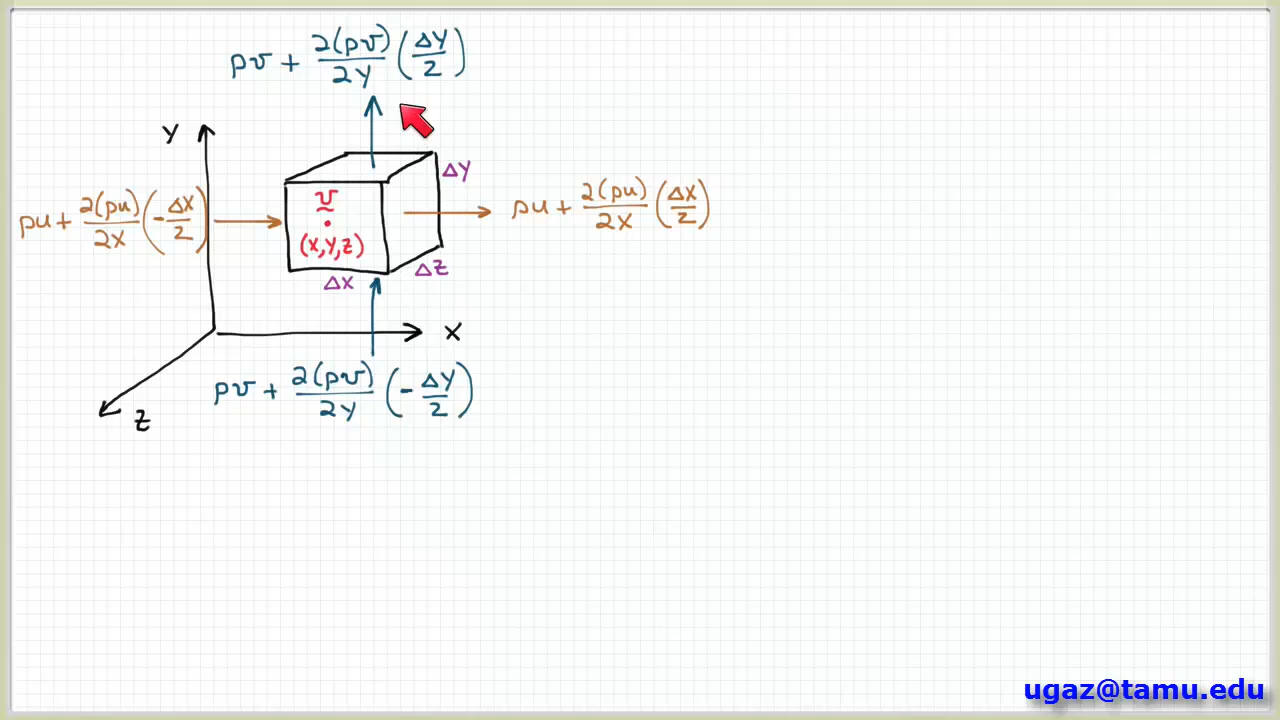 ρv + ∂(ρv)/∂y (Δy/2)
Y
Δy
ρu + ∂(ρu)/∂x (-Δx/2)
v
~
ρu + ∂(ρu)/∂x (Δx/2)
(x,y,z)
Δz
Δx
X
ρv + ∂(ρv)/∂y (-Δy/2)
z
ugaz@tamu.edu